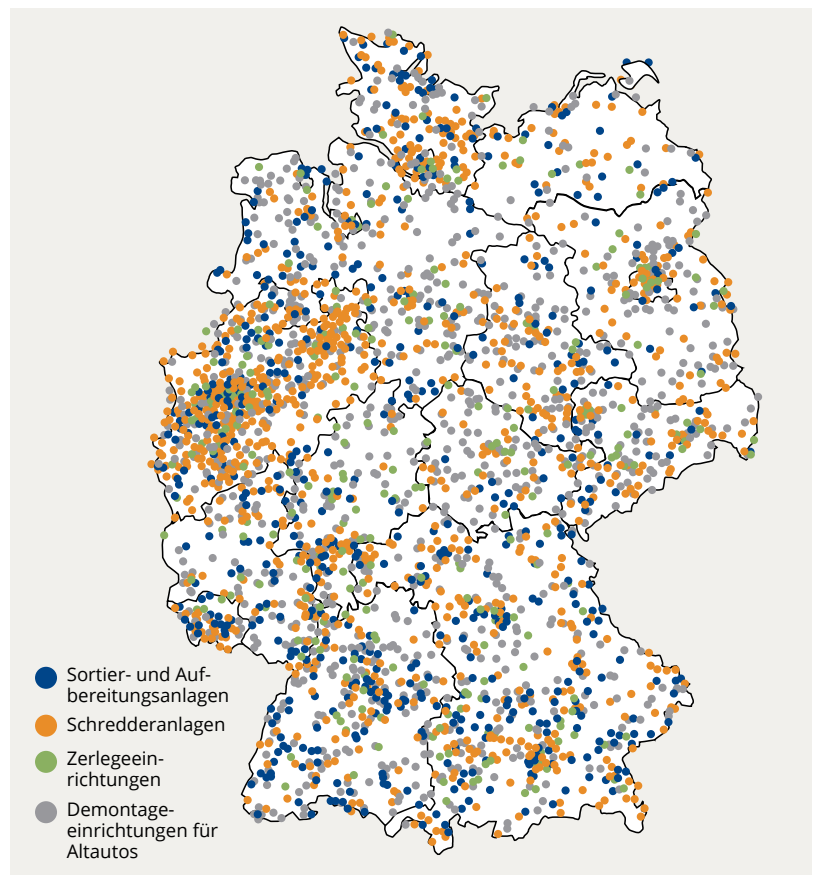 Sortier- und Auf-
bereitungsanlagen
Schredderanlagen
Zerlegeein-
richtungen
Demontage-
einrichtungen für
Altautos